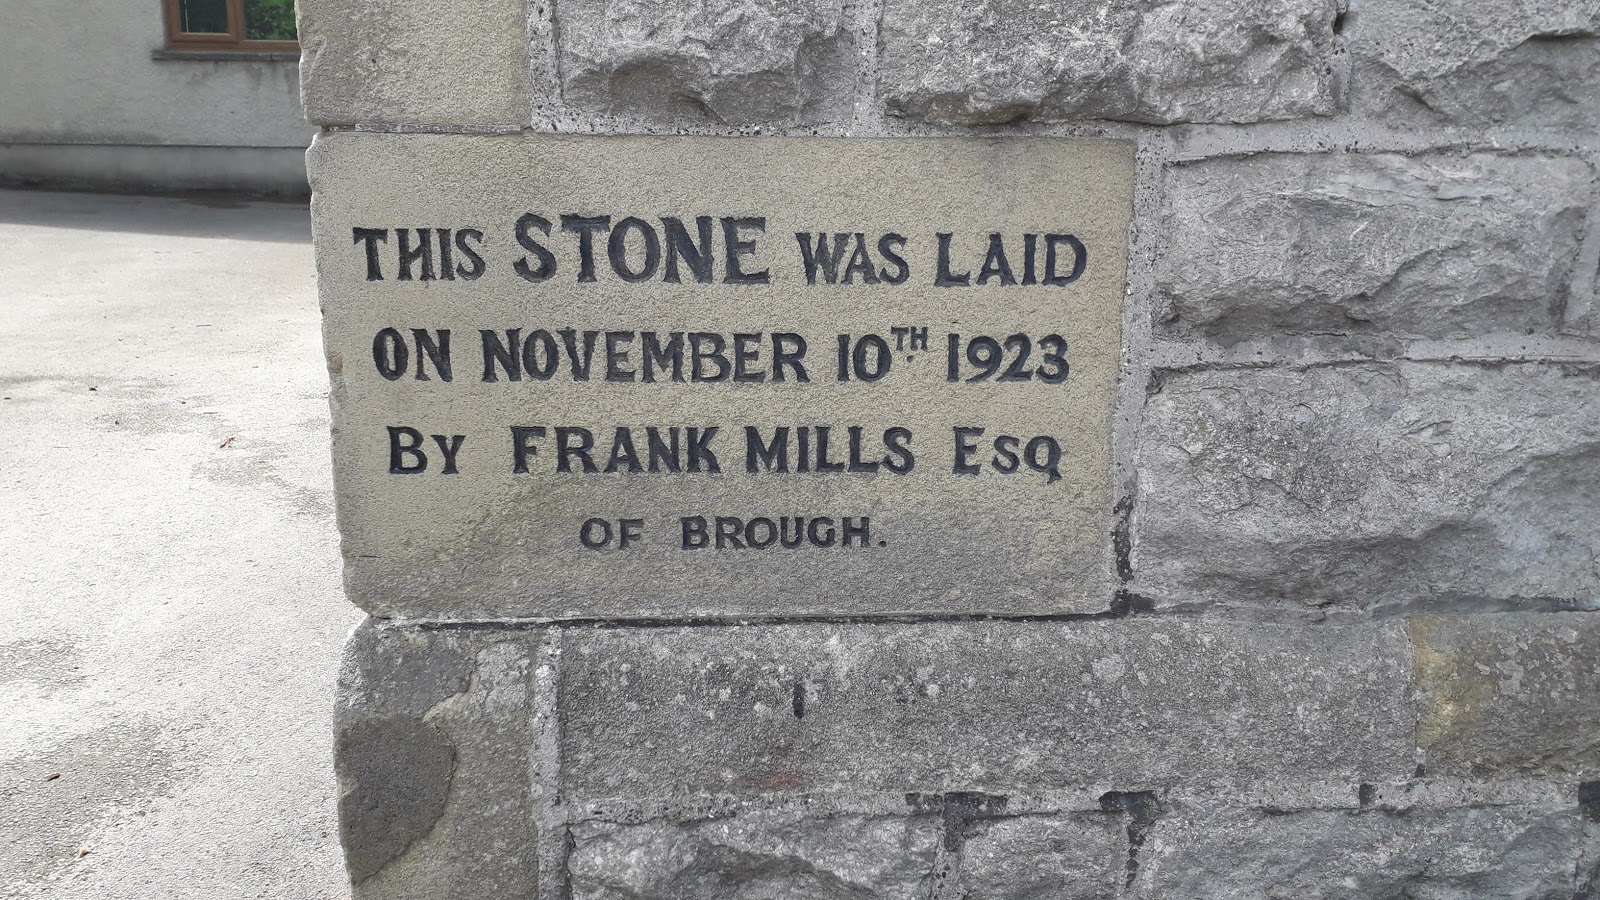 THIS STONE WAS LAID
ON NOVEMBER 10TH 1923
BY FRANK MILLS ESQ
OF BROUGH.